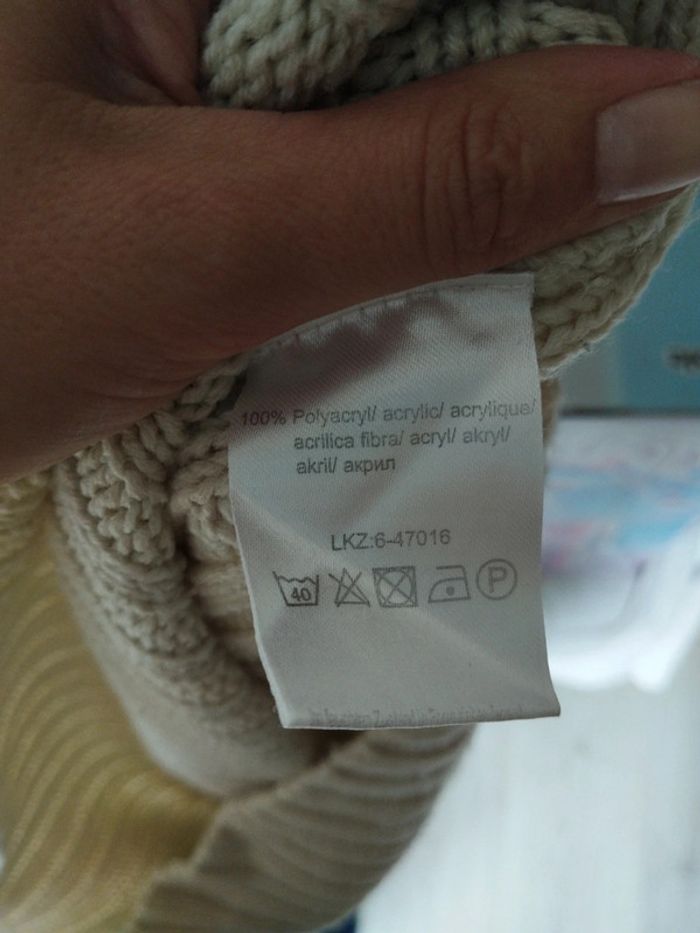 100% Polyacryl/ acrylic/ acrylique/
acrilica fibra/ acryl/ akryl/
akril/ акрил
LKZ:6-47016
40 P